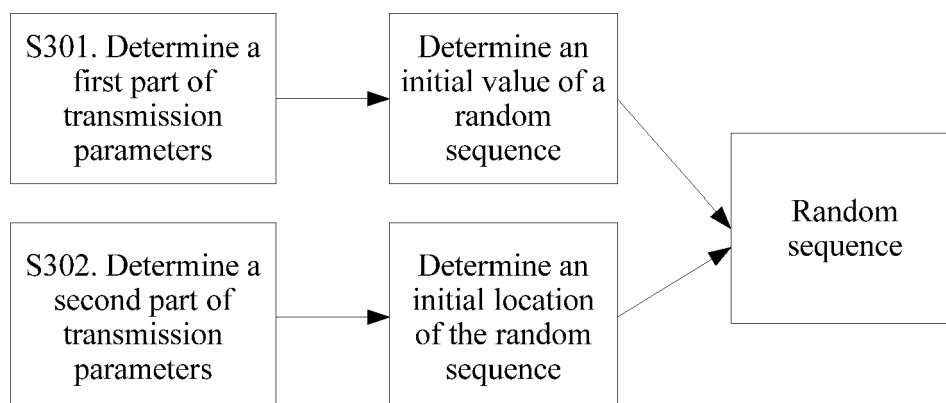 S301. Determine a
first part of
transmission
parameters
Determine an
initial value of a
random
sequence
Random
sequence
S302. Determine a
second part of
transmission
parameters
Determine an
initial location
of the random
sequence